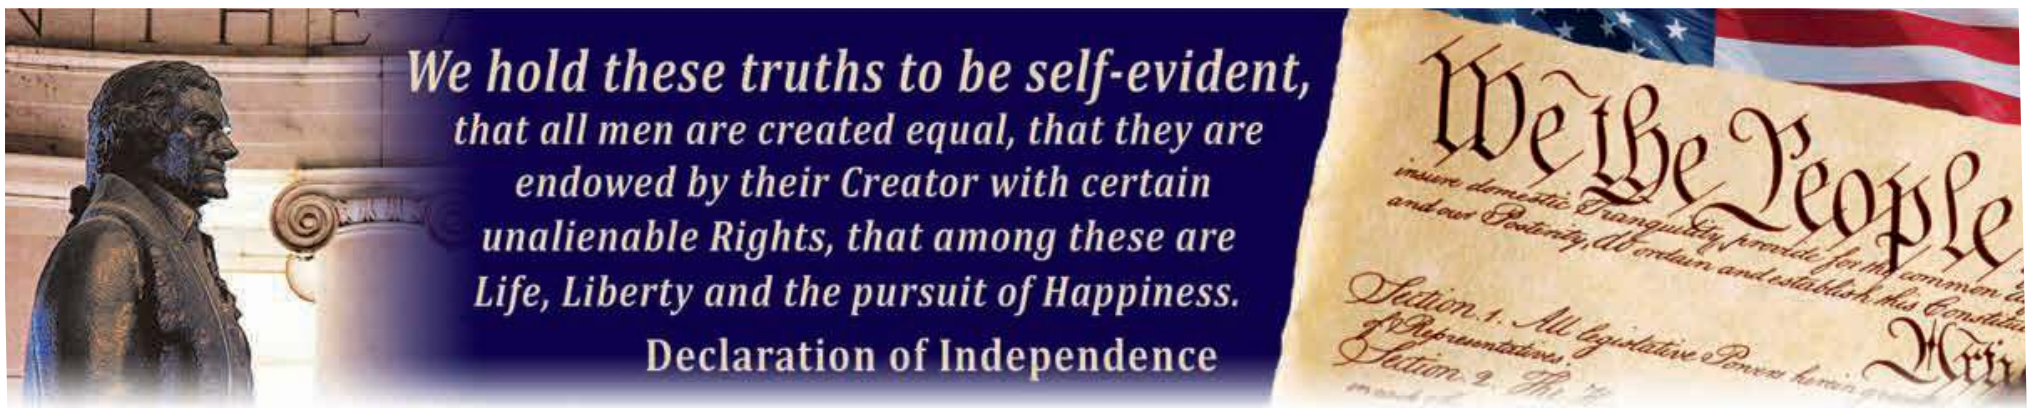 We hold these truths to be self-evident,
that all men are created equal, that they are
endowed by their Creator with certain
unalienable Rights, that among these are
Life, Liberty and the pursuit of Happiness.
Declaration of Independence
We the People
insure domestic Tranquility, provide for the common
and our Posterity, do ordain and establish this
Section. 1. All legislative Powers herein
of Representatives.
Section. 2. The